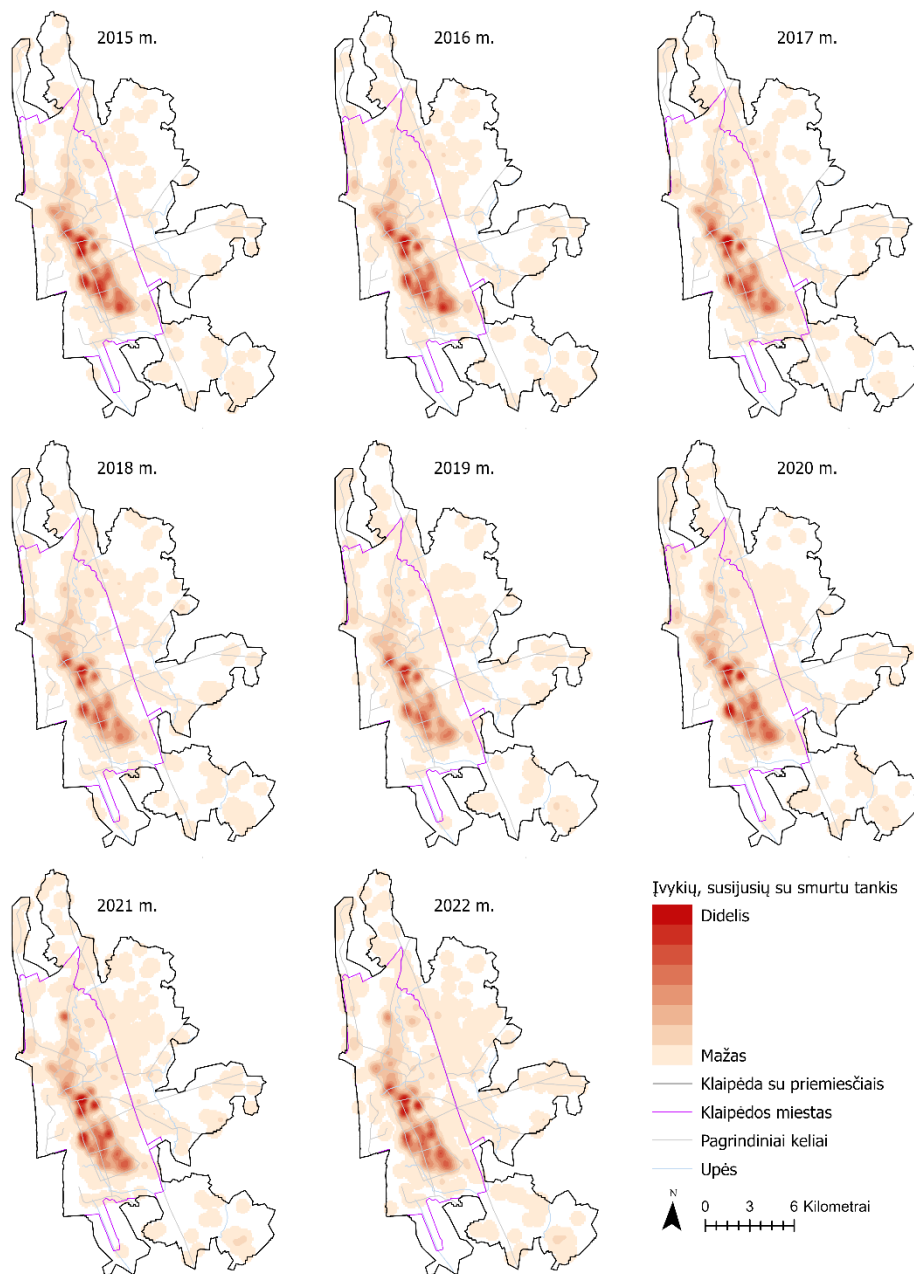 2015 m.
2016 m.
2017 m.
2018 m.
2019 m.
2020 m.
2021 m.
2022 m.
Įvykių, susijusių su smurtu tankis
Didelis
Mažas
Klaipėda su priemiesčiais
Klaipėdos miestas
Pagrindiniai keliai
Upės
N
0 3 6 Kilometrai